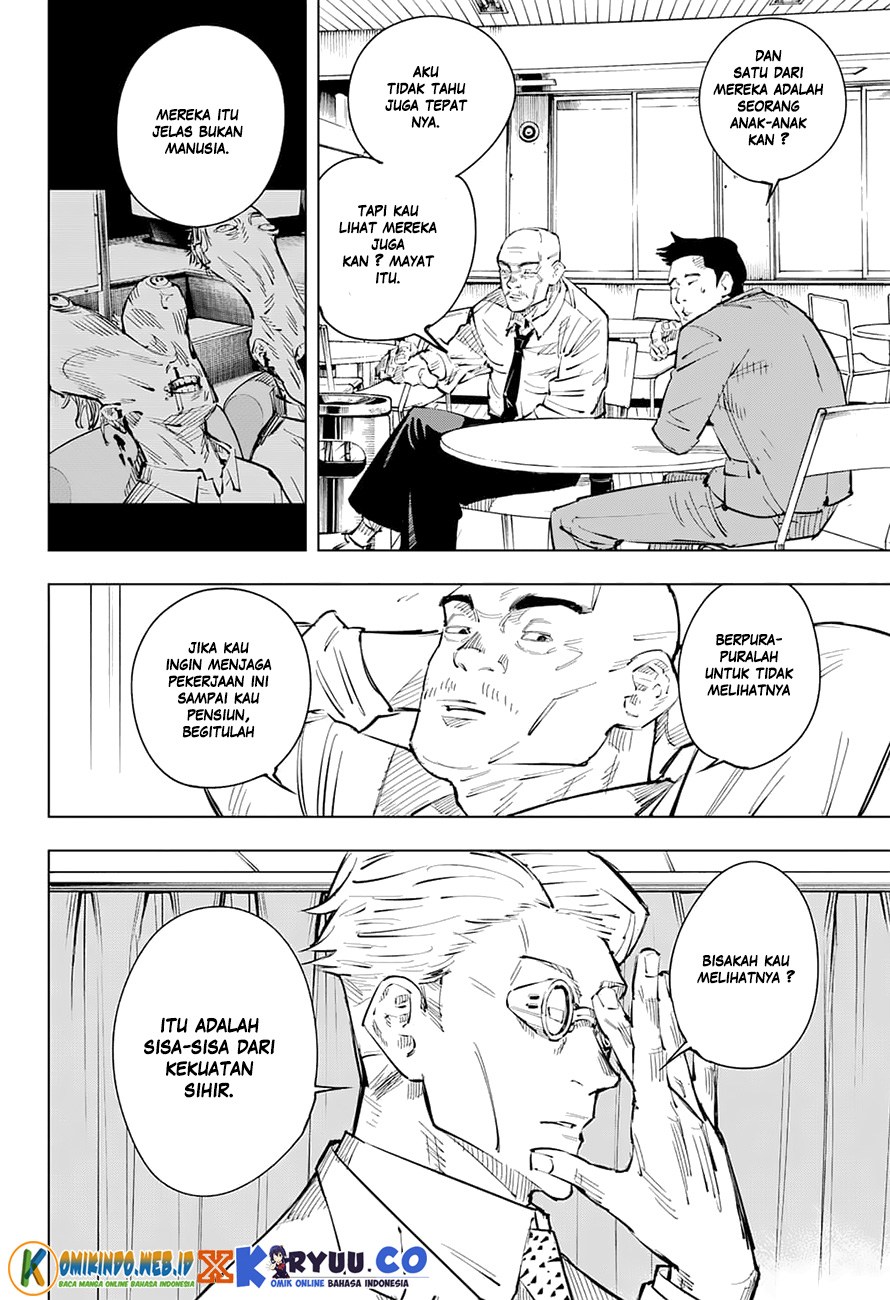 DAN
SATU DARI
MEREKA ADALAH
SEORANG
ANAK-ANAK
KAN ?
AKU
TIDAK TAHU
JUGA TEPAT
NYA.
TAPI KAU
LIHAT MEREKA
JUGA
KAN ? MAYAT
ITU.
MEREKA ITU
JELAS BUKAN
MANUSIA.
BERPURA-
PURALAH
UNTUK TIDAK
MELIHATNYA
JIKA KAU
INGIN MENJAGA
PEKERJAAN INI
SAMPAI KAU
PENSIUN,
BEGITULAH
BISAKAH KAU
MELIHATNYA ?
ITU ADALAH
SISA-SISA DARI
KEKUATAN
SIHIR.
KOMIKINDO.WEB.ID X KIRYUU.CO
BACA MANGA ONLINE BAHASA INDONESIA
OMIK ONLINE BAHASA INDONESIA